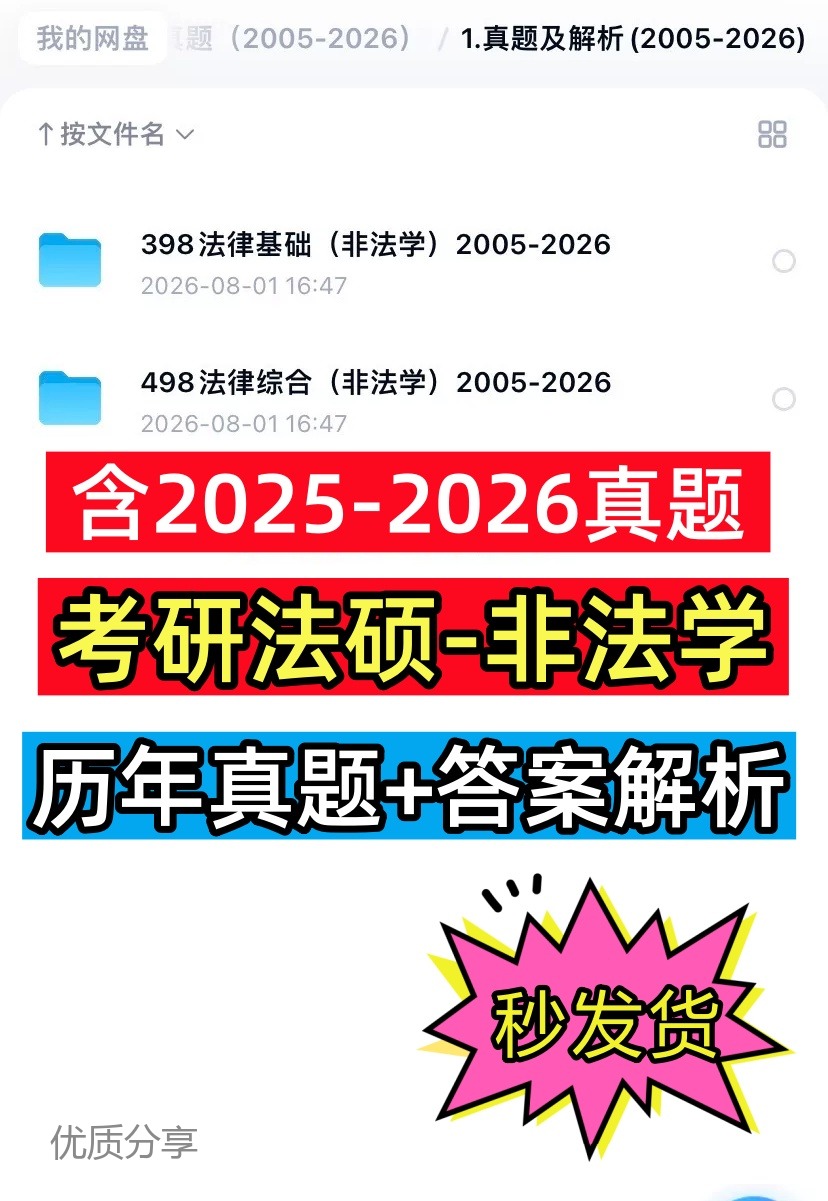 我的网盘 真题（2005-2026） / 1.真题及解析(2005-2026)
↑按文件名
398法律基础（非法学）2005-2026
2026-08-01 16:47
498法律综合（非法学）2005-2026
2026-08-01 16:47
含2025-2026真题
考研法硕-非法学
历年真题+答案解析
秒发货
优质分享